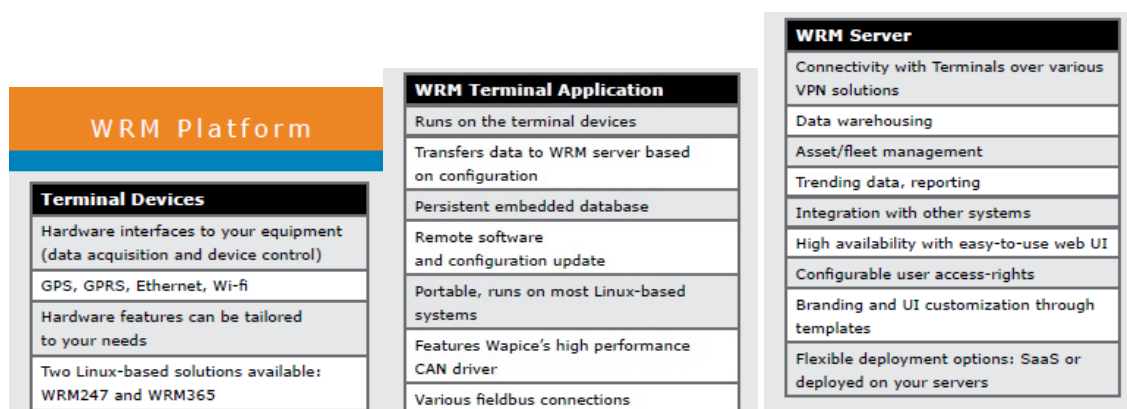 WRM Platform
Terminal Devices
Hardware interfaces to your equipment
(data acquisition and device control)
GPS, GPRS, Ethernet, Wi-fi
Hardware features can be tailored
to your needs
Two Linux-based solutions available:
WRM247 and WRM365
WRM Terminal Application
Runs on the terminal devices
Transfers data to WRM server based
on configuration
Persistent embedded database
Remote software
and configuration update
Portable, runs on most Linux-based
systems
Features Wapice's high performance
CAN driver
Various fieldbus connections
WRM Server
Connectivity with Terminals over various
VPN solutions
Data warehousing
Asset/fleet management
Trending data, reporting
Integration with other systems
High availability with easy-to-use web UI
Configurable user access-rights
Branding and UI customization through
templates
Flexible deployment options: SaaS or
deployed on your servers